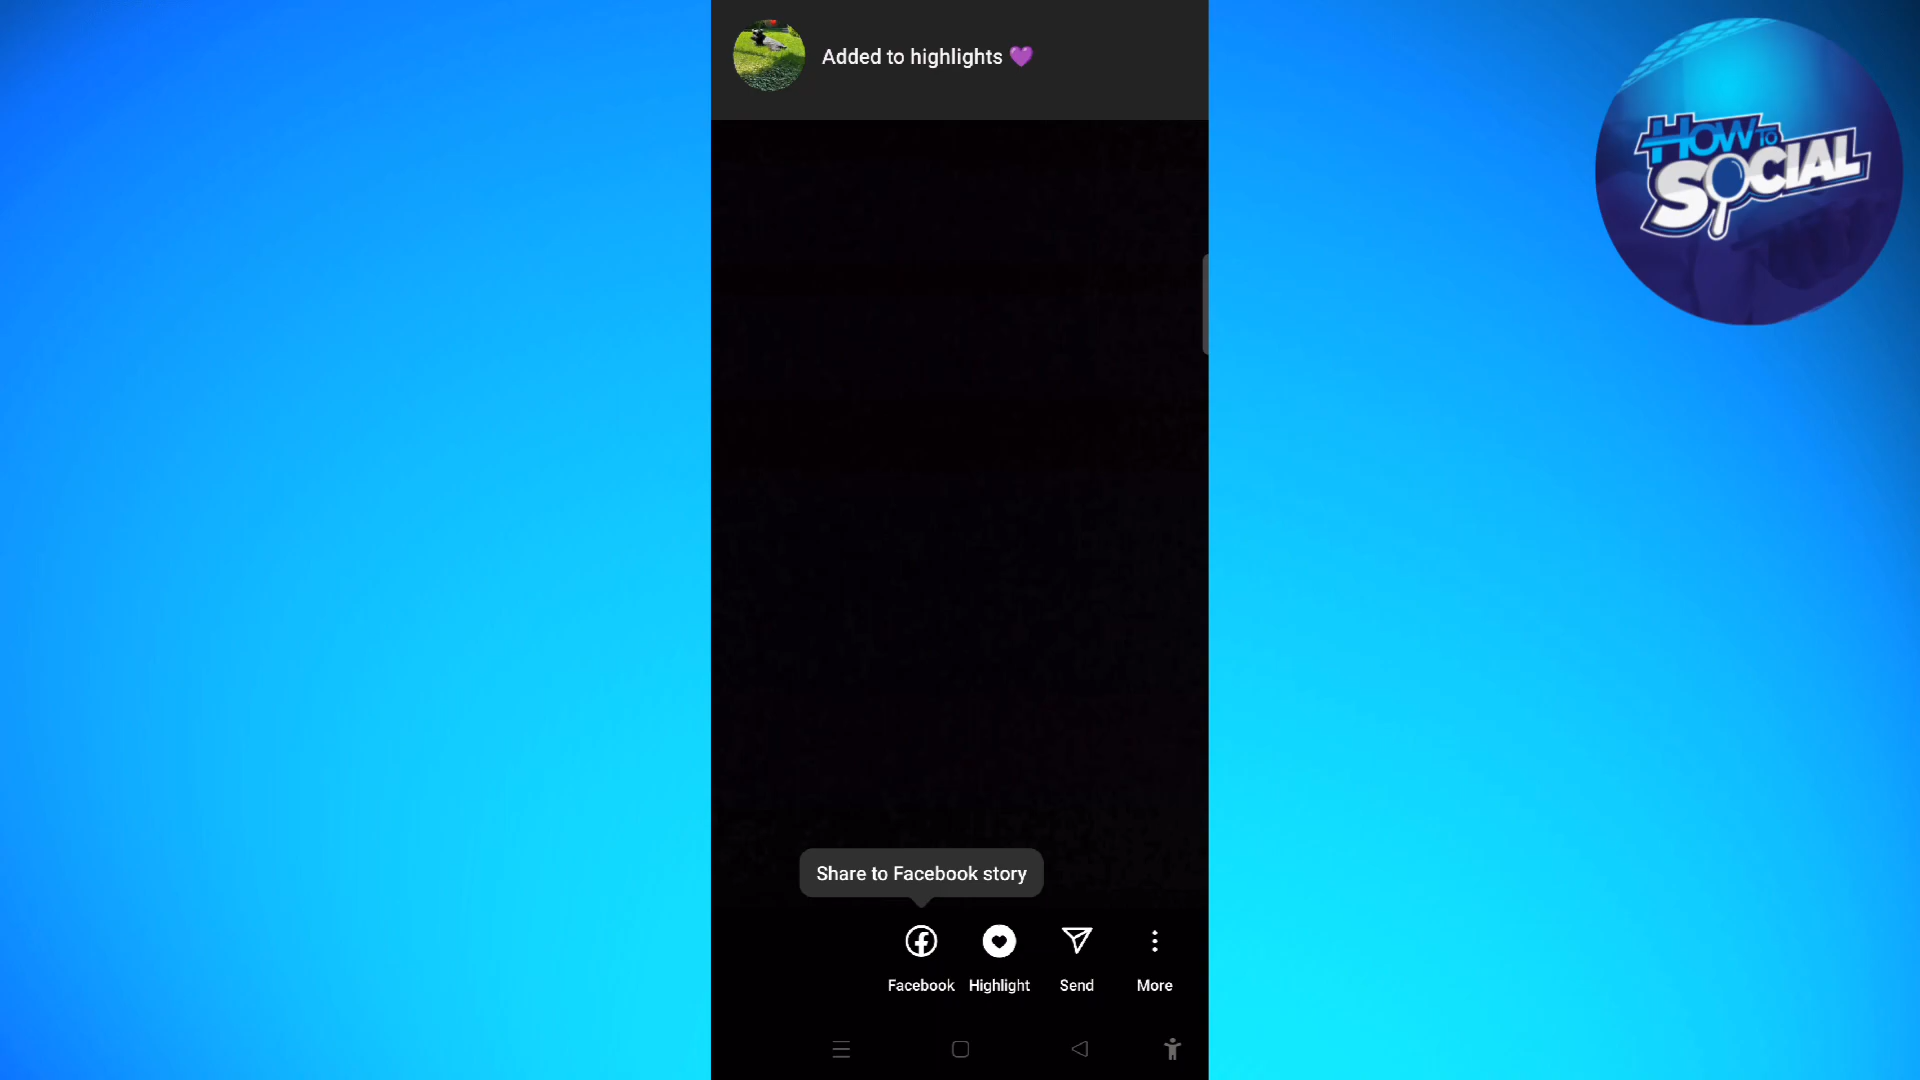 Added to highlights 💜
HOW TO
SOCIAL
Share to Facebook story
Facebook Highlight Send More